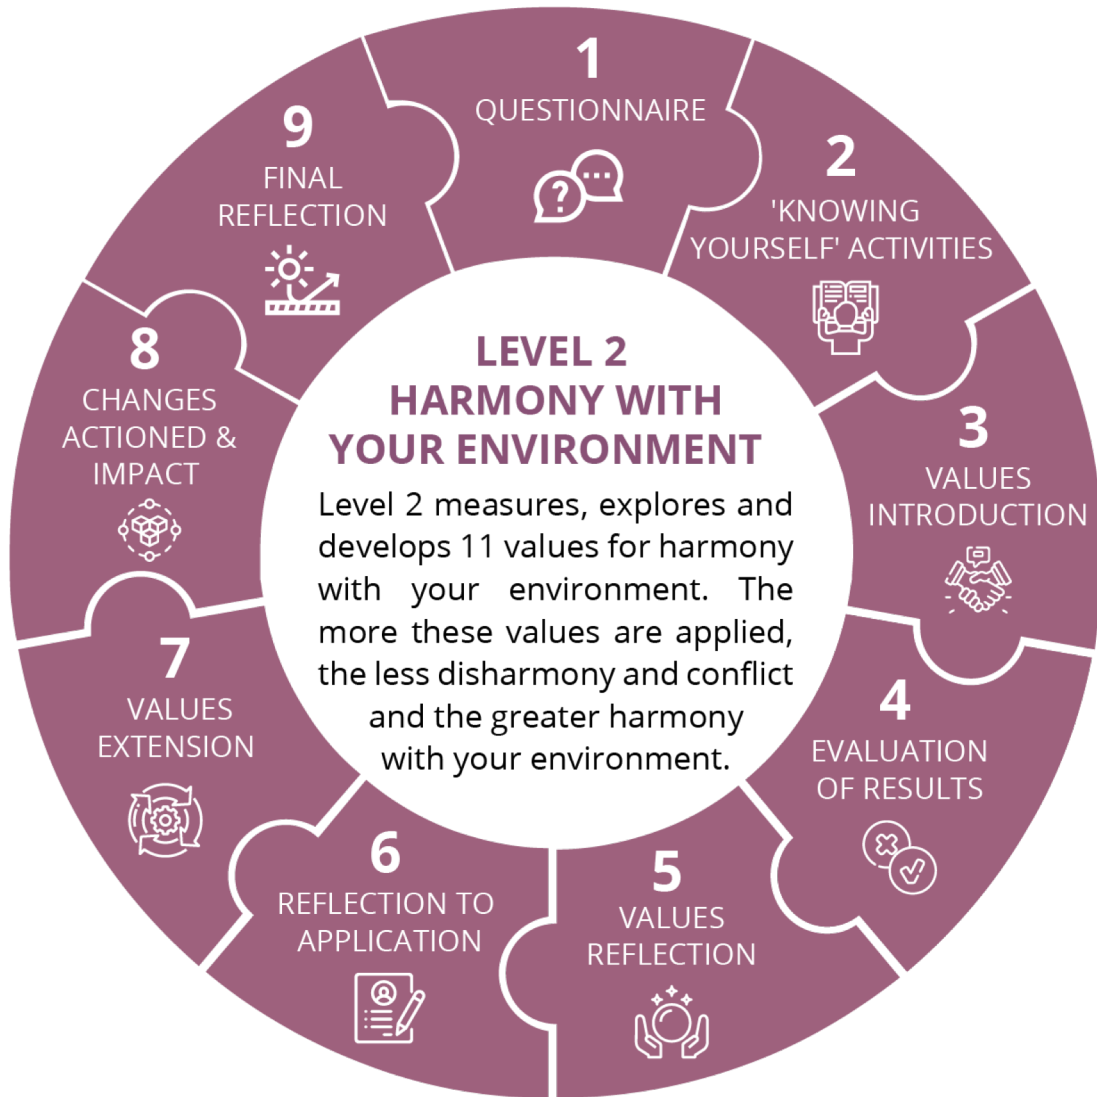 1
QUESTIONNAIRE
?
2
'KNOWING
YOURSELF' ACTIVITIES
3
VALUES
INTRODUCTION
4
EVALUATION
OF RESULTS
5
VALUES
REFLECTION
6
REFLECTION TO
APPLICATION
7
VALUES
EXTENSION
8
CHANGES
ACTIONED &
IMPACT
9
FINAL
REFLECTION
LEVEL 2
HARMONY WITH
YOUR ENVIRONMENT
Level 2 measures, explores and
develops 11 values for harmony
with your environment. The
more these values are applied,
the less disharmony and conflict
and the greater harmony
with your environment.